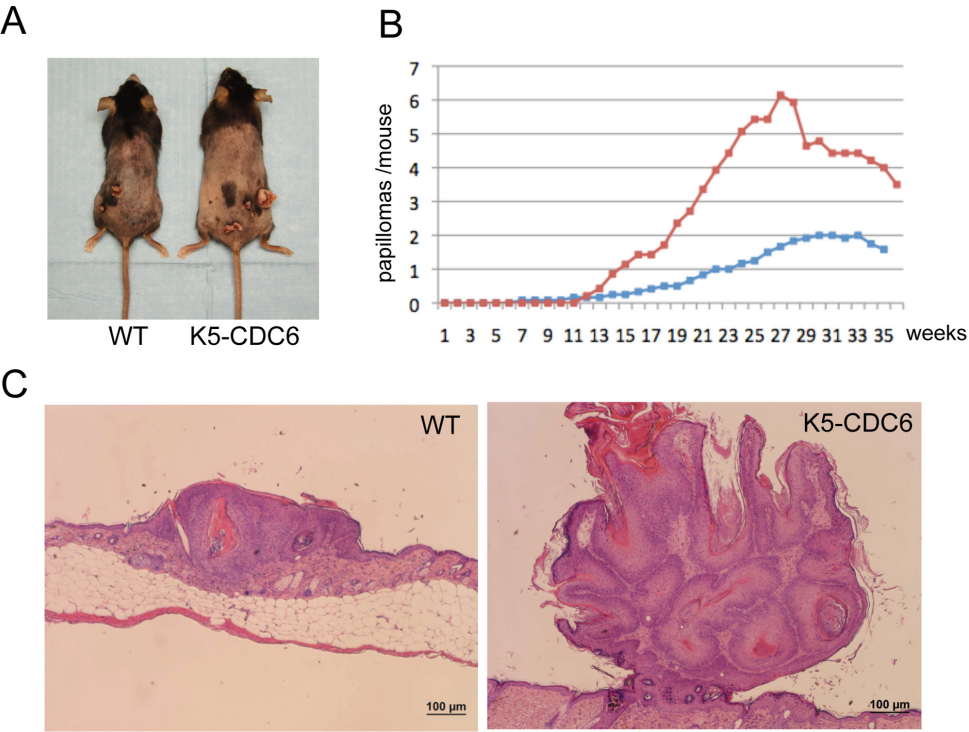 A
WT K5-CDC6
B
papillomas /mouse
7
6
5
4
3
2
1
0
1 3 5 7 9 11 13 15 17 19 21 23 25 27 29 31 33 35 weeks
C
WT
100 μm
K5-CDC6
100 μm